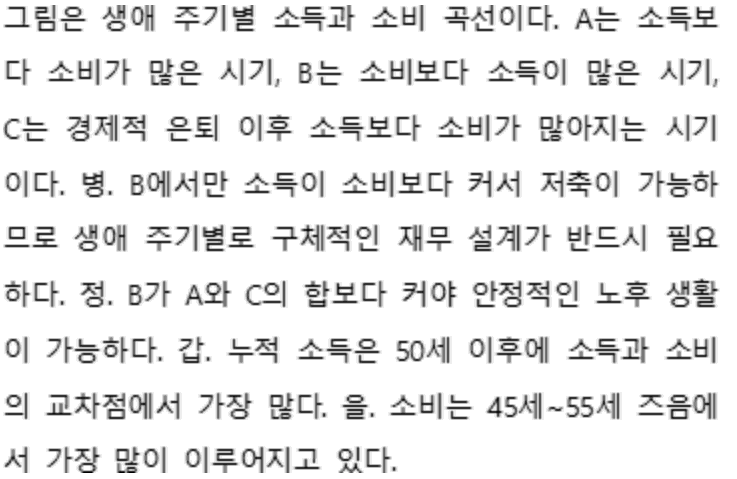 그림은 생애 주기별 소득과 소비 곡선이다. A는 소득보
다 소비가 많은 시기, B는 소비보다 소득이 많은 시기,
C는 경제적 은퇴 이후 소득보다 소비가 많아지는 시기
이다. 병. B에서만 소득이 소비보다 커서 저축이 가능하
므로 생애 주기별로 구체적인 재무 설계가 반드시 필요
하다. 정. B가 A와 C의 합보다 커야 안정적인 노후 생활
이 가능하다. 갑. 누적 소득은 50세 이후에 소득과 소비
의 교차점에서 가장 많다. 을. 소비는 45세~55세 즈음에
서 가장 많이 이루어지고 있다.